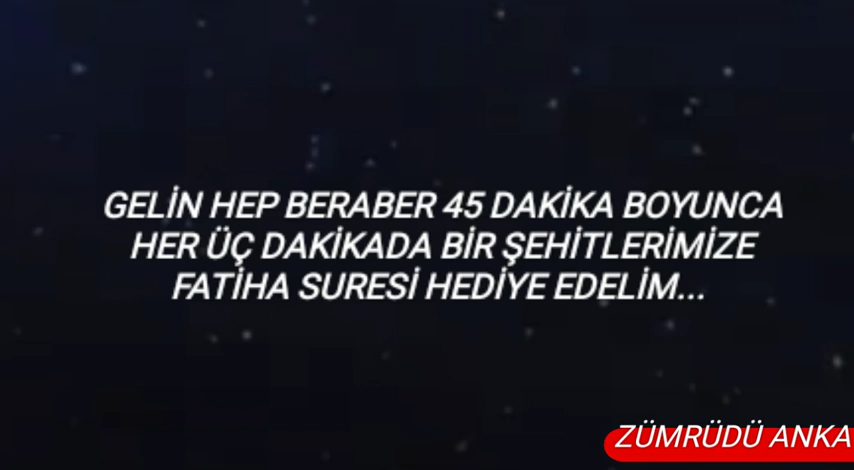 GELİN HEP BERABER 45 DAKİKA BOYUNCA
HER ÜÇ DAKİKADA BİR ŞEHİTLERİMİZE
FATİHA SURESİ HEDİYE EDELİM...
ZÜMRÜDÜ ANKA